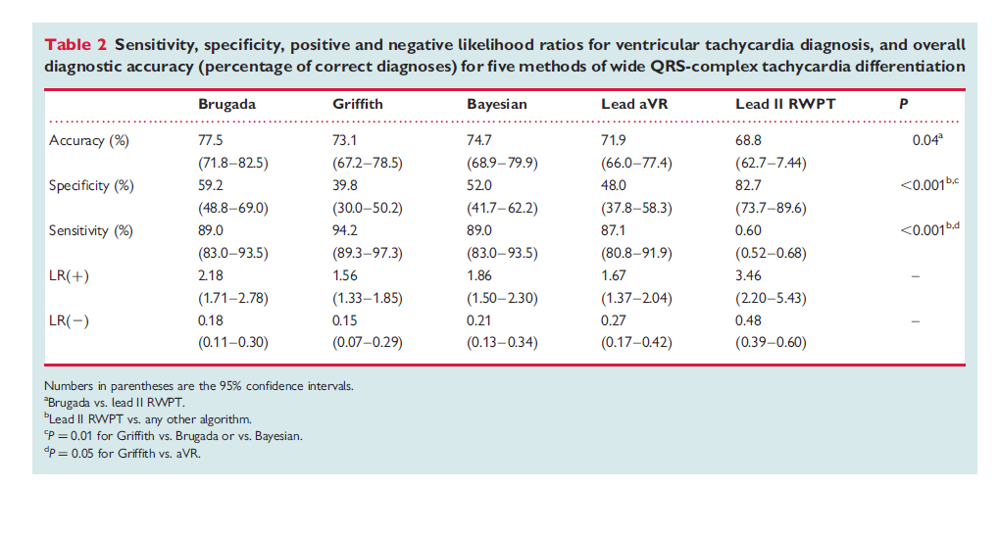 Table 2 Sensitivity, specificity, positive and negative likelihood ratios for ventricular tachycardia diagnosis, and overall
diagnostic accuracy (percentage of correct diagnoses) for five methods of wide QRS-complex tachycardia differentiation
Brugada Griffith Bayesian Lead aVR Lead II RWPT P
Accuracy (%) 77.5 73.1 74.7 71.9 68.8 0.04a
(71.8–82.5) (67.2–78.5) (68.9–79.9) (66.0–77.4) (62.7–7.44)
Specificity (%) 59.2 39.8 52.0 48.0 82.7 <0.001b,c
(48.8–69.0) (30.0–50.2) (41.7–62.2) (37.8–58.3) (73.7–89.6)
Sensitivity (%) 89.0 94.2 89.0 87.1 0.60 <0.001b,d
(83.0–93.5) (89.3–97.3) (83.0–93.5) (80.8–91.9) (0.52–0.68)
LR(+) 2.18 1.56 1.86 1.67 3.46 –
(1.71–2.78) (1.33–1.85) (1.50–2.30) (1.37–2.04) (2.20–5.43)
LR(−) 0.18 0.15 0.21 0.27 0.48 –
(0.11–0.30) (0.07–0.29) (0.13–0.34) (0.17–0.42) (0.39–0.60)
Numbers in parentheses are the 95% confidence intervals.
aBrugada vs. lead II RWPT.
bLead II RWPT vs. any other algorithm.
cP = 0.01 for Griffith vs. Brugada or vs. Bayesian.
dP = 0.05 for Griffith vs. aVR.